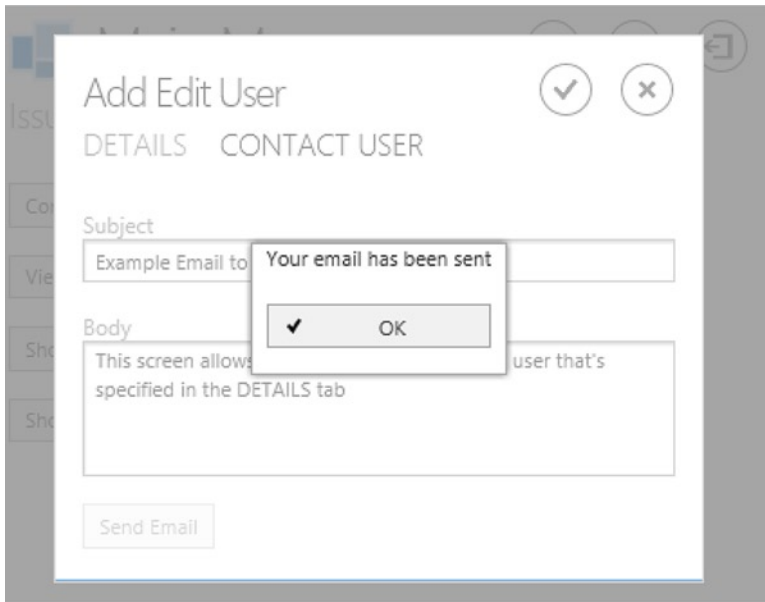 Add Edit User
DETAILS CONTACT USER
Subject
Example Email to
Your email has been sent
OK
Body
This screen allows user that's
specified in the DETAILS tab
Send Email